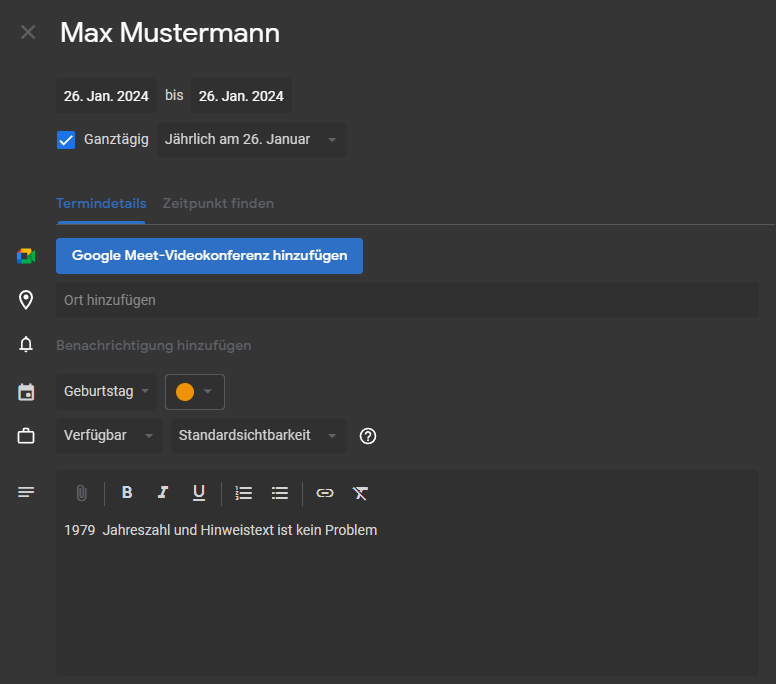 Max Mustermann
26. Jan. 2024 bis 26. Jan. 2024
Ganztägig Jährlich am 26. Januar
Termindetails Zeitpunkt finden
Google Meet-Videokonferenz hinzufügen
Ort hinzufügen
Benachrichtigung hinzufügen
Geburtstag
Verfügbar Standardsichtbarkeit
B I U
1979 Jahreszahl und Hinweistext ist kein Problem